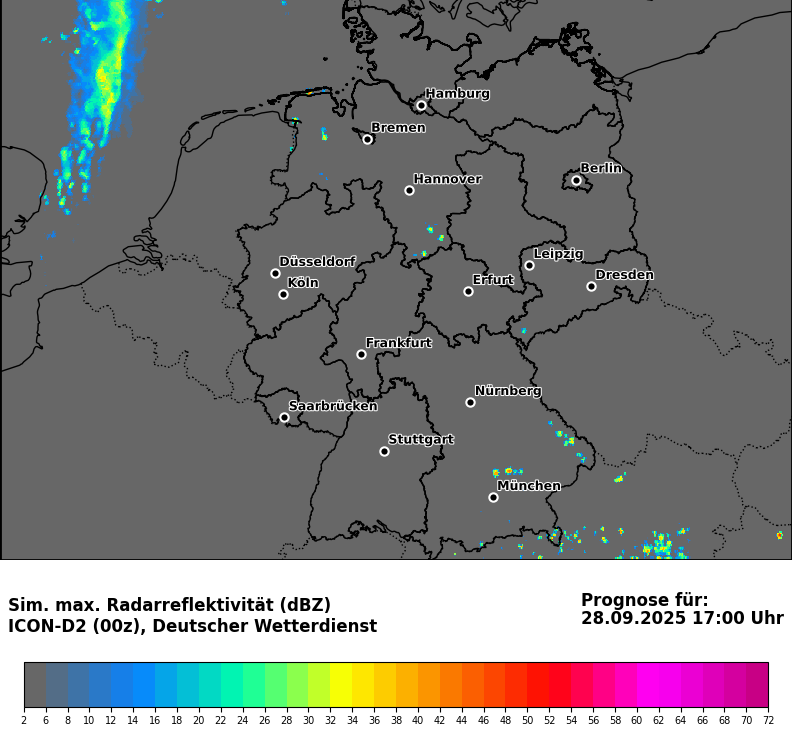 Hamburg
Bremen
Berlin
Hannover
Leipzig
Düsseldorf
Dresden
Köln
Erfurt
Frankfurt
Nürnberg
Saarbrücken
Stuttgart
München
Sim. max. Radarreflektivität (dBZ)
ICON-D2 (00z), Deutscher Wetterdienst
Prognose für:
28.09.2025 17:00 Uhr
2 6 8 10 12 14 16 18 20 22 24 26 28 30 32 34 36 38 40 42 44 46 48 50 52 54 56 58 60 62 64 66 68 70 72